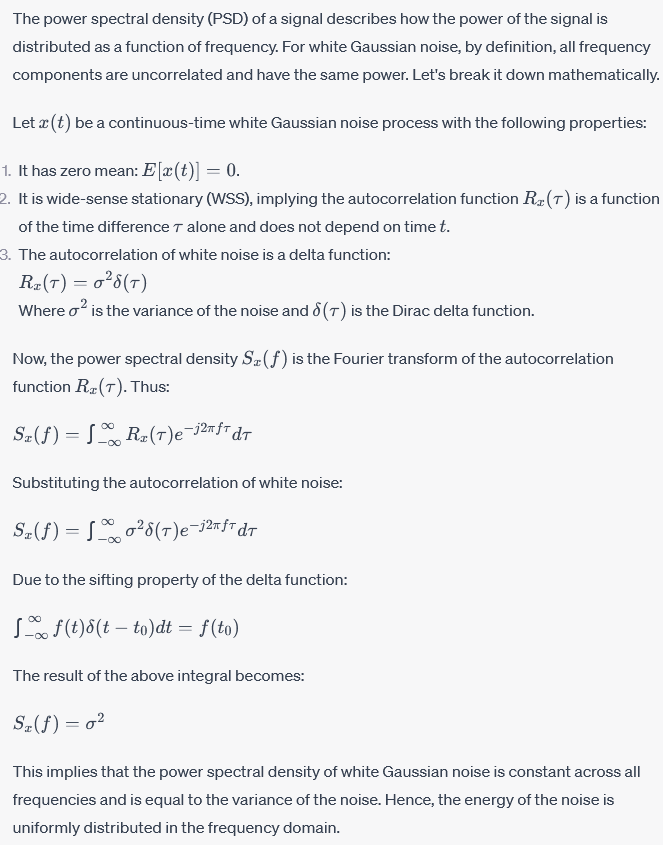 The power spectral density (PSD) of a signal describes how the power of the signal is
distributed as a function of frequency. For white Gaussian noise, by definition, all frequency
components are uncorrelated and have the same power. Let's break it down mathematically.
Let x(t) be a continuous-time white Gaussian noise process with the following properties:
1. It has zero mean: E[x(t)] = 0.
2. It is wide-sense stationary (WSS), implying the autocorrelation function Rₓ(τ) is a function
of the time difference τ alone and does not depend on time t.
3. The autocorrelation of white noise is a delta function:
Rₓ(τ) = σ²δ(τ)
Where σ² is the variance of the noise and δ(τ) is the Dirac delta function.
Now, the power spectral density Sₓ(f) is the Fourier transform of the autocorrelation
function Rₓ(τ). Thus:
Sₓ(f) = ∫_{-∞}^{∞} Rₓ(τ)e^{-j2πfτ}dτ
Substituting the autocorrelation of white noise:
Sₓ(f) = ∫_{-∞}^{∞} σ²δ(τ)e^{-j2πfτ}dτ
Due to the sifting property of the delta function:
∫_{-∞}^{∞} f(t)δ(t − t₀)dt = f(t₀)
The result of the above integral becomes:
Sₓ(f) = σ²
This implies that the power spectral density of white Gaussian noise is constant across all
frequencies and is equal to the variance of the noise. Hence, the energy of the noise is
uniformly distributed in the frequency domain.